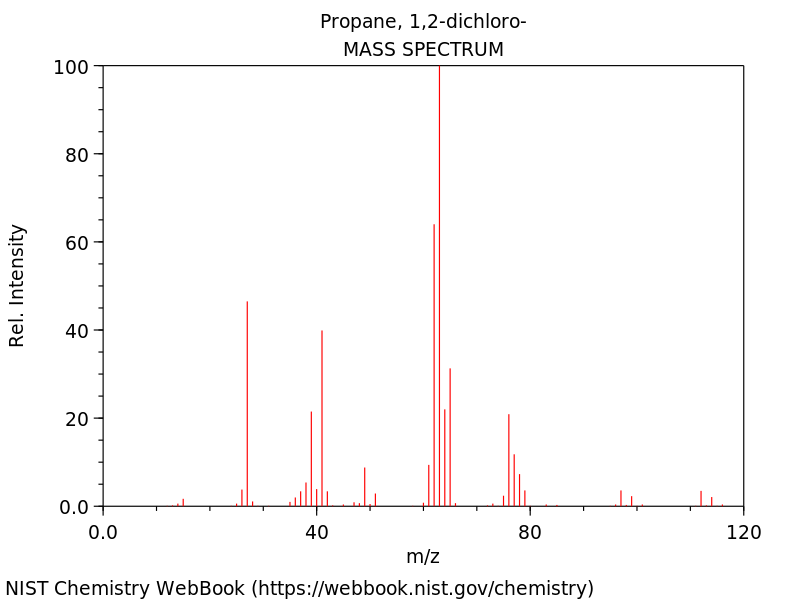 Propane, 1,2-dichloro-
MASS SPECTRUM
100
80
60
40
20
0.0
Rel. Intensity
0.0 40 80 120
m/z
NIST Chemistry WebBook (https://webbook.nist.gov/chemistry)